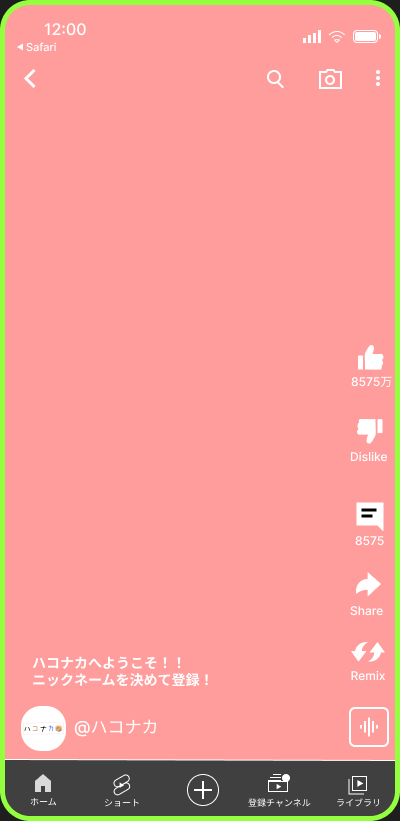 12:00
Safari
8575万
Dislike
8575
Share
Remix
ハコナカへようこそ！！
ニックネームを決めて登録！
ハコナカ
@ハコナカ
ホーム
ショート
登録チャンネル
ライブラリ